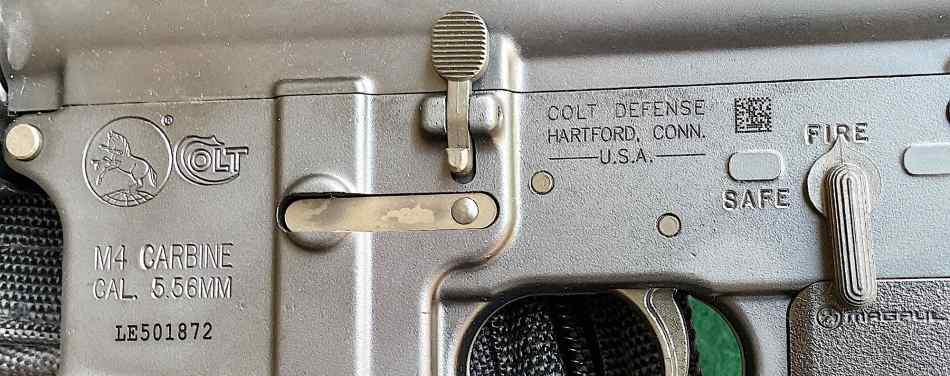 ® COLT
M4 CARBINE
CAL. 5.56MM
LE501872
COLT DEFENSE
HARTFORD, CONN.
U.S.A.
FIRE
SAFE
MAGPUL